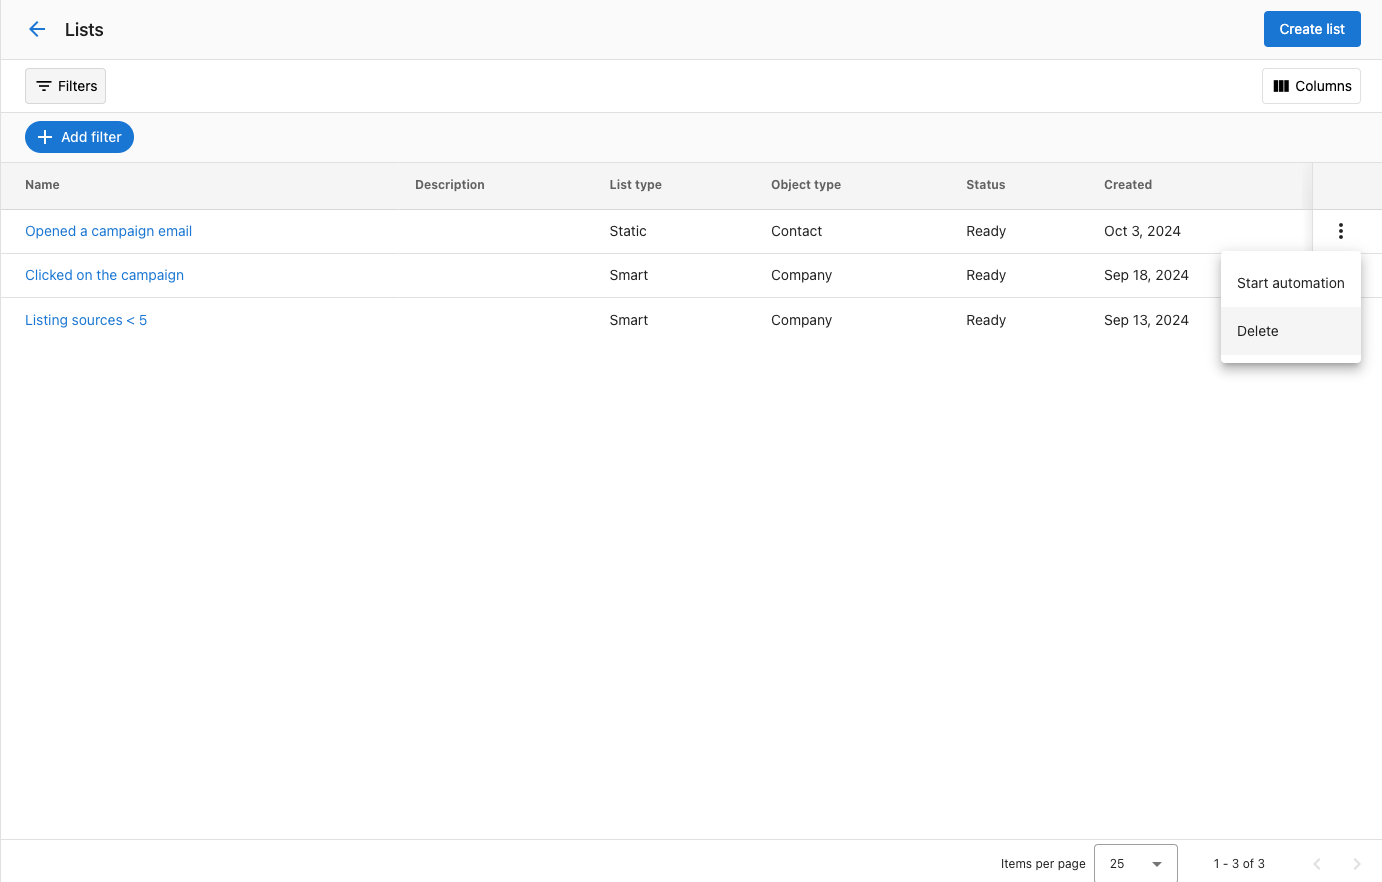 Lists
Create list
Filters
Columns
Add filter
Name Description List type Object type Status Created
Opened a campaign email Static Contact Ready Oct 3, 2024
Clicked on the campaign Smart Company Ready Sep 18, 2024
Start automation
Listing sources < 5 Smart Company Ready Sep 13, 2024
Delete
Items per page 25 1 - 3 of 3